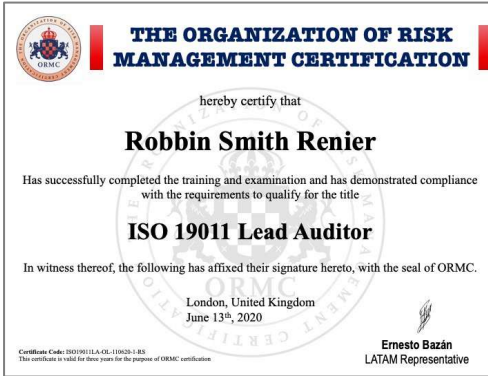 THE ORGANIZATION OF RISK
MANAGEMENT CERTIFICATION
ORMC
hereby certify that
Robbin Smith Renier
Has successfully completed the training and examination and has demonstrated compliance
with the requirements to qualify for the title
ISO 19011 Lead Auditor
In witness thereof, the following has affixed their signature hereto, with the seal of ORMC.
ORMC
London, United Kingdom
June 13th, 2020
Ernesto Bazán
LATAM Representative
Certificate Code: ISO19011LA-OL-110620-1-RS
This certificate is valid for three years for the purpose of ORMC certification